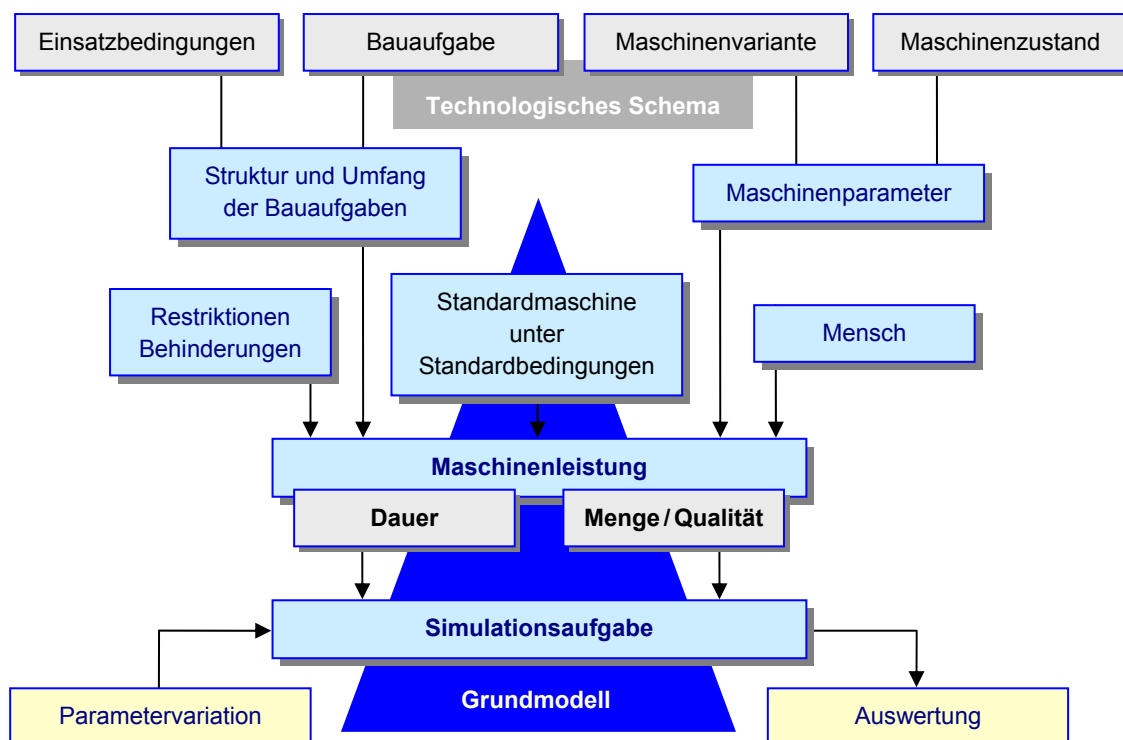 Einsatzbedingungen
Bauaufgabe
Maschinenvariante
Maschinenzustand
Technologisches Schema
Struktur und Umfang
der Bauaufgaben
Maschinenparameter
Restriktionen
Behinderungen
Standardmaschine
unter
Standardbedingungen
Mensch
Maschinenleistung
Dauer
Menge / Qualität
Simulationsaufgabe
Parametervariation
Grundmodell
Auswertung